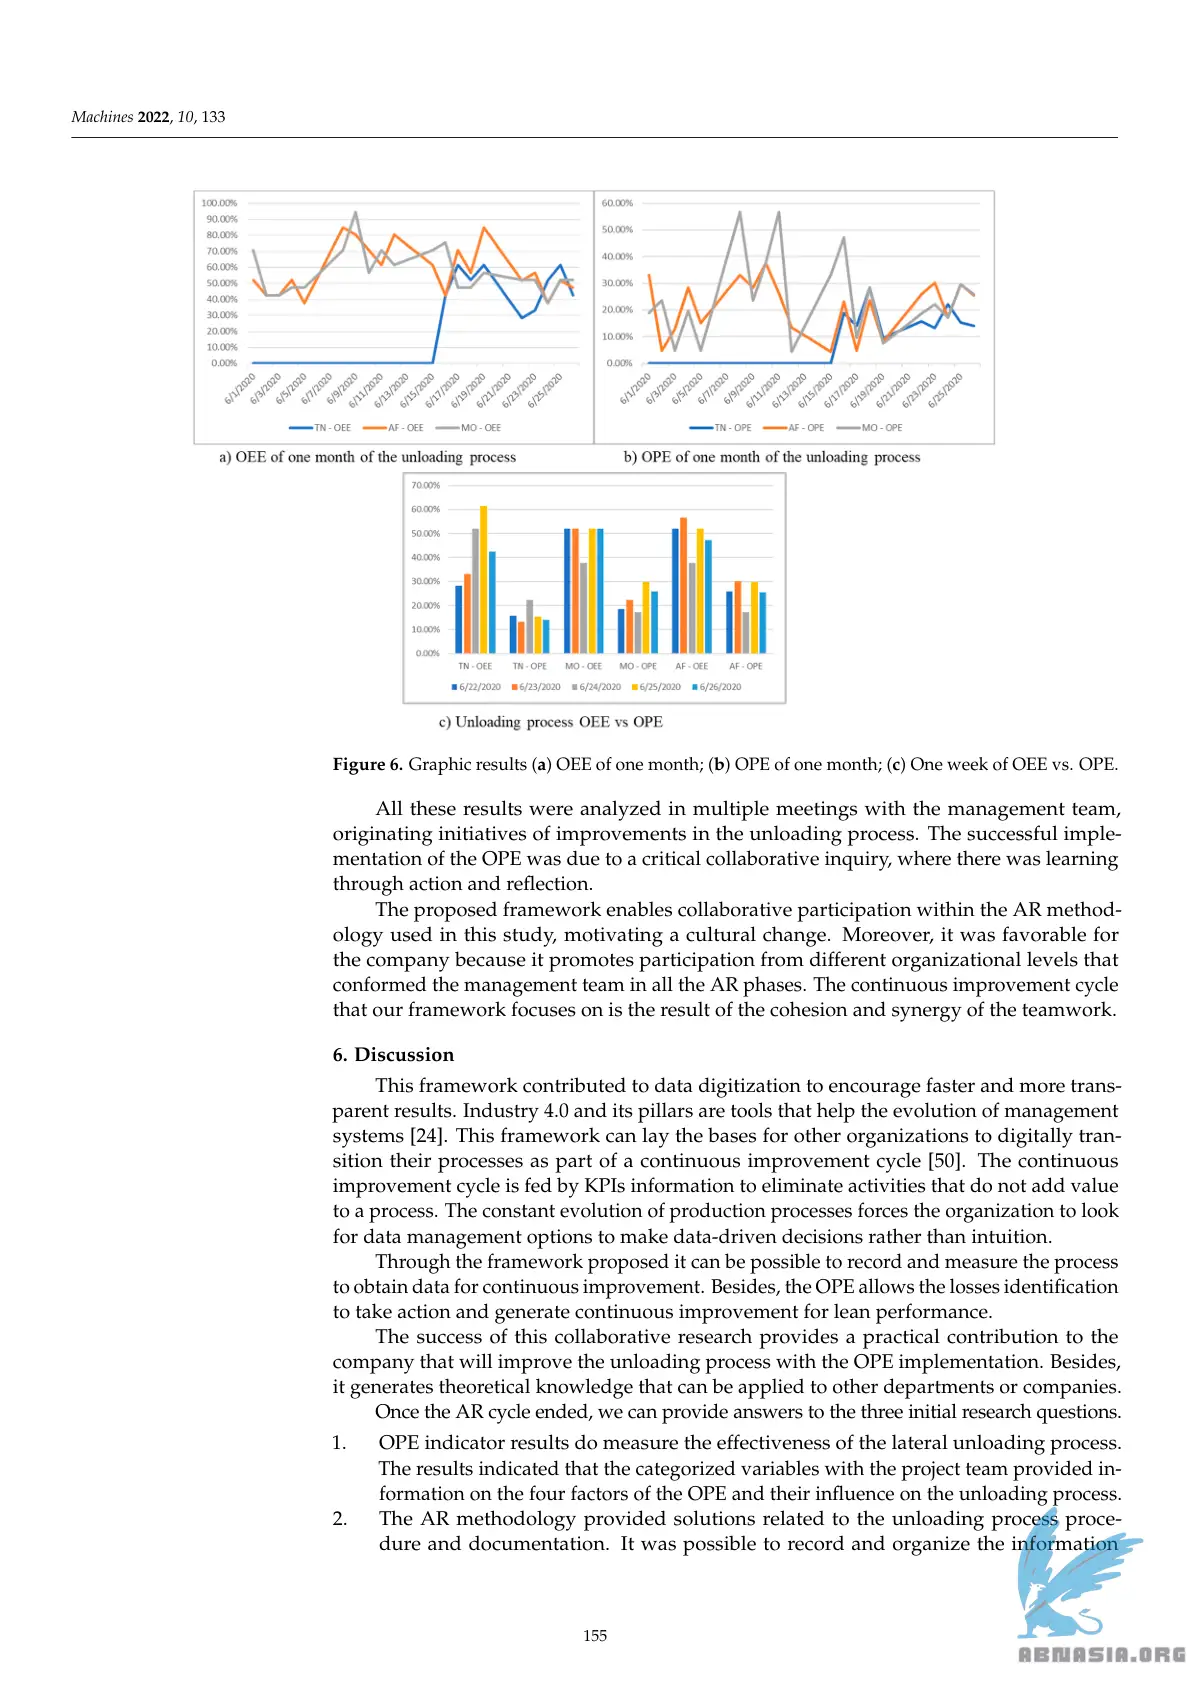 Machines 2022, 10, 133
100.00%
90.00%
80.00%
70.00%
60.00%
50.00%
40.00%
30.00%
20.00%
10.00%
0.00%
6/1/2020 6/3/2020 6/5/2020 6/7/2020 6/9/2020 6/11/2020 6/13/2020 6/15/2020 6/17/2020 6/19/2020 6/21/2020 6/23/2020 6/25/2020
TN - OEE AF - OEE MO - OEE
60.00%
50.00%
40.00%
30.00%
20.00%
10.00%
0.00%
6/1/2020 6/3/2020 6/5/2020 6/7/2020 6/9/2020 6/11/2020 6/13/2020 6/15/2020 6/17/2020 6/19/2020 6/21/2020 6/23/2020 6/25/2020
TN - OPE AF - OPE MO - OPE
a) OEE of one month of the unloading process
b) OPE of one month of the unloading process
70.00%
60.00%
50.00%
40.00%
30.00%
20.00%
10.00%
0.00%
TN - OEE TN - OPE MO - OEE MO - OPE AF - OEE AF - OPE
6/22/2020 6/23/2020 6/24/2020 6/25/2020 6/26/2020
c) Unloading process OEE vs OPE
Figure 6. Graphic results (a) OEE of one month; (b) OPE of one month; (c) One week of OEE vs. OPE.
All these results were analyzed in multiple meetings with the management team,
originating initiatives of improvements in the unloading process. The successful imple-
mentation of the OPE was due to a critical collaborative inquiry, where there was learning
through action and reflection.
The proposed framework enables collaborative participation within the AR method-
ology used in this study, motivating a cultural change. Moreover, it was favorable for
the company because it promotes participation from different organizational levels that
conformed the management team in all the AR phases. The continuous improvement cycle
that our framework focuses on is the result of the cohesion and synergy of the teamwork.
6. Discussion
This framework contributed to data digitization to encourage faster and more trans-
parent results. Industry 4.0 and its pillars are tools that help the evolution of management
systems [24]. This framework can lay the bases for other organizations to digitally tran-
sition their processes as part of a continuous improvement cycle [50]. The continuous
improvement cycle is fed by KPIs information to eliminate activities that do not add value
to a process. The constant evolution of production processes forces the organization to look
for data management options to make data-driven decisions rather than intuition.
Through the framework proposed it can be possible to record and measure the process
to obtain data for continuous improvement. Besides, the OPE allows the losses identification
to take action and generate continuous improvement for lean performance.
The success of this collaborative research provides a practical contribution to the
company that will improve the unloading process with the OPE implementation. Besides,
it generates theoretical knowledge that can be applied to other departments or companies.
Once the AR cycle ended, we can provide answers to the three initial research questions.
1. OPE indicator results do measure the effectiveness of the lateral unloading process.
The results indicated that the categorized variables with the project team provided in-
formation on the four factors of the OPE and their influence on the unloading process.
2. The AR methodology provided solutions related to the unloading process proce-
dure and documentation. It was possible to record and organize the information
155
ABNASIA.ORG